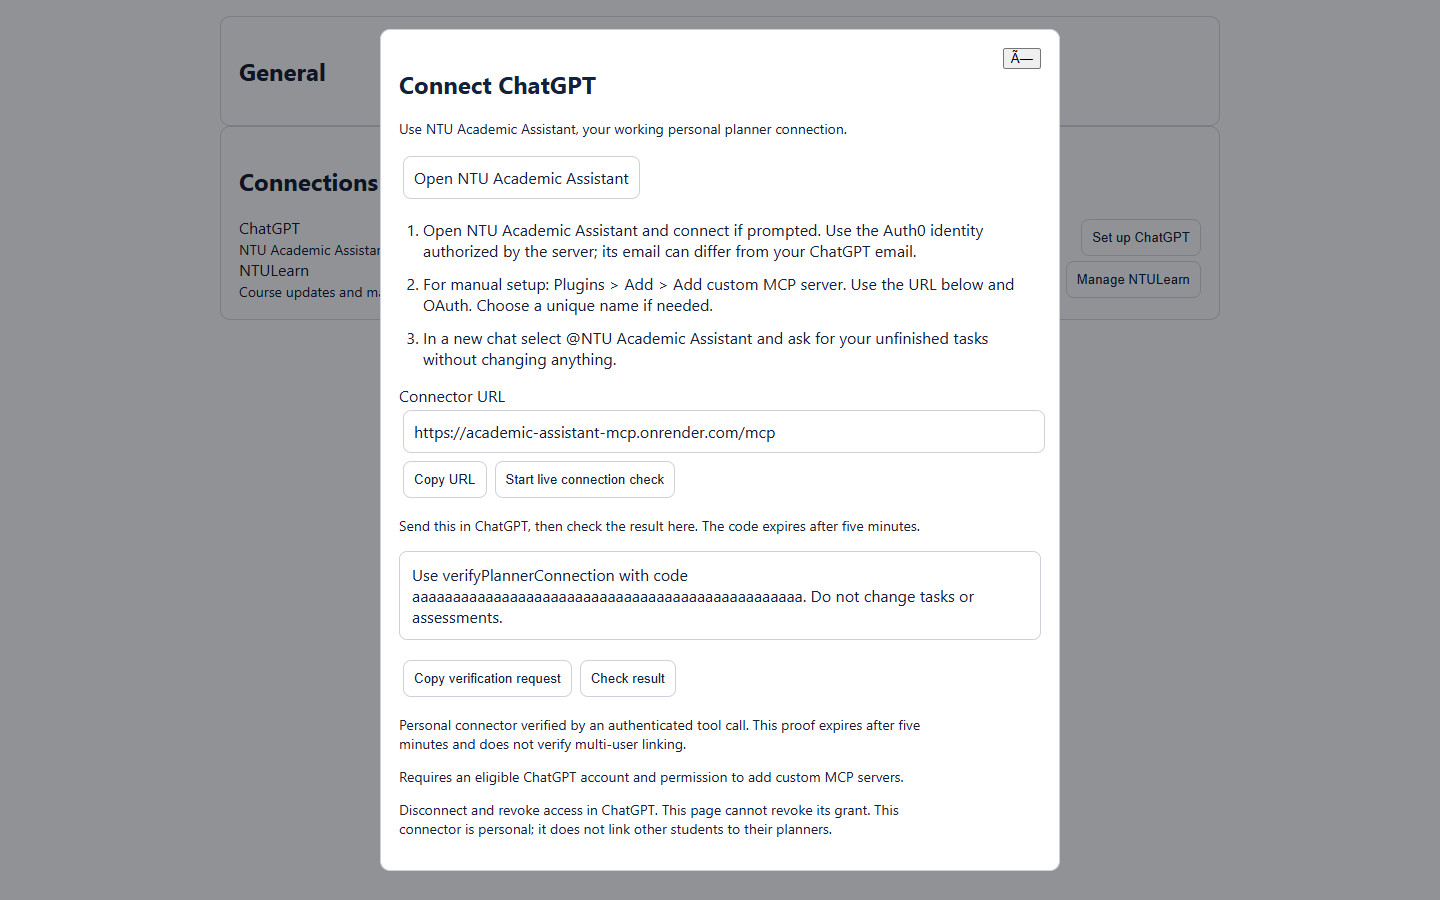 General
Connections
ChatGPT
NTU Academic Assistan
NTULearn
Course updates and ma
Set up ChatGPT
Manage NTULearn
×
Connect ChatGPT
Use NTU Academic Assistant, your working personal planner connection.
Open NTU Academic Assistant
1. Open NTU Academic Assistant and connect if prompted. Use the Auth0 identity
authorized by the server; its email can differ from your ChatGPT email.
2. For manual setup: Plugins > Add > Add custom MCP server. Use the URL below and
OAuth. Choose a unique name if needed.
3. In a new chat select @NTU Academic Assistant and ask for your unfinished tasks
without changing anything.
Connector URL
https://academic-assistant-mcp.onrender.com/mcp
Copy URL
Start live connection check
Send this in ChatGPT, then check the result here. The code expires after five minutes.
Use verifyPlannerConnection with code
aaaaaaaaaaaaaaaaaaaaaaaaaaaaaaaaaaaaaaaaaaaaaaaa. Do not change tasks or
assessments.
Copy verification request
Check result
Personal connector verified by an authenticated tool call. This proof expires after five
minutes and does not verify multi-user linking.
Requires an eligible ChatGPT account and permission to add custom MCP servers.
Disconnect and revoke access in ChatGPT. This page cannot revoke its grant. This
connector is personal; it does not link other students to their planners.